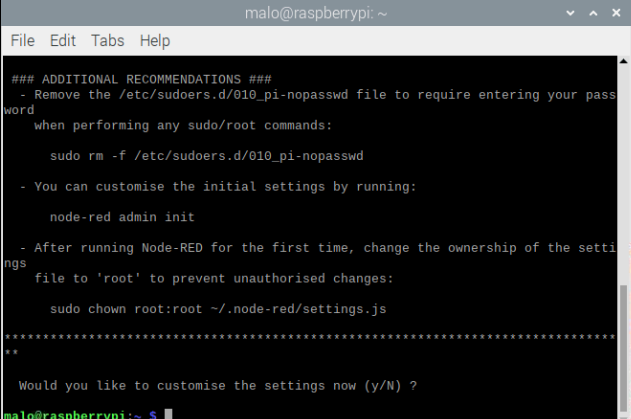 malo@raspberrypi: ~
File Edit Tabs Help
### ADDITIONAL RECOMMENDATIONS ###
- Remove the /etc/sudoers.d/010_pi-nopasswd file to require entering your pass
word
when performing any sudo/root commands:
sudo rm -f /etc/sudoers.d/010_pi-nopasswd
- You can customise the initial settings by running:
node-red admin init
- After running Node-RED for the first time, change the ownership of the setti
ngs
file to 'root' to prevent unauthorised changes:
sudo chown root:root ~/.node-red/settings.js
********************************************************************************
**
Would you like to customise the settings now (y/N) ?
malo@raspberrypi:~ $